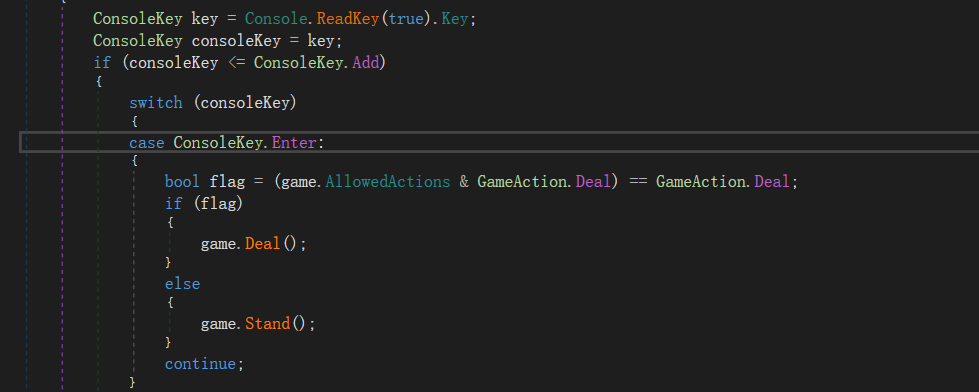 ConsoleKey key = Console.ReadKey(true).Key;
ConsoleKey consoleKey = key;
if (consoleKey <= ConsoleKey.Add)
{
switch (consoleKey)
{
case ConsoleKey.Enter:
{
bool flag = (game.AllowedActions & GameAction.Deal) == GameAction.Deal;
if (flag)
{
game.Deal();
}
else
{
game.Stand();
}
continue;
}